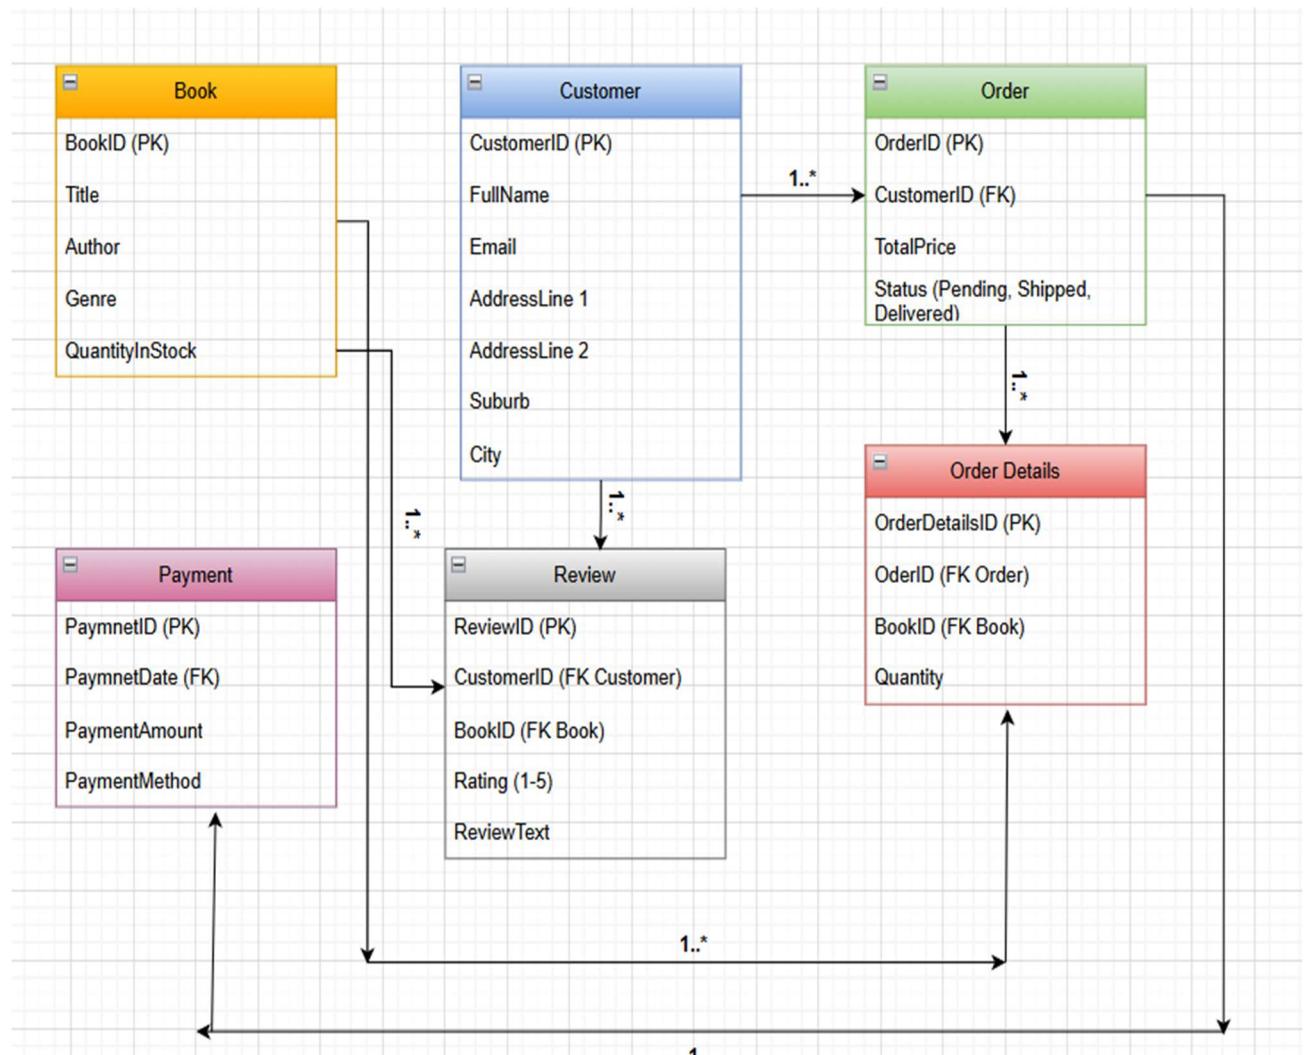 Book
BookID (PK)
Title
Author
Genre
QuantityInStock
Customer
CustomerID (PK)
FullName
Email
AddressLine 1
AddressLine 2
Suburb
City
Order
OrderID (PK)
CustomerID (FK)
TotalPrice
Status (Pending, Shipped,
Delivered)
1..*
1..*
1..*
1..*
Payment
PaymnetID (PK)
PaymnetDate (FK)
PaymentAmount
PaymentMethod
Review
ReviewID (PK)
CustomerID (FK Customer)
BookID (FK Book)
Rating (1-5)
ReviewText
Order Details
OrderDetailsID (PK)
OderID (FK Order)
BookID (FK Book)
Quantity
1..*
1